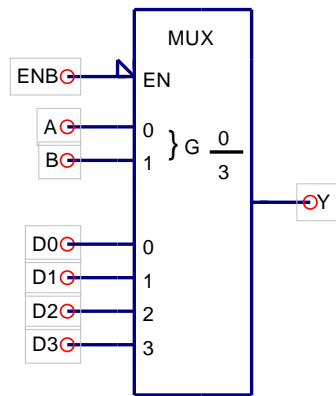 MUX
ENB EN
A 0
B 1
} G 0/3
Y
D0 0
D1 1
D2 2
D3 3